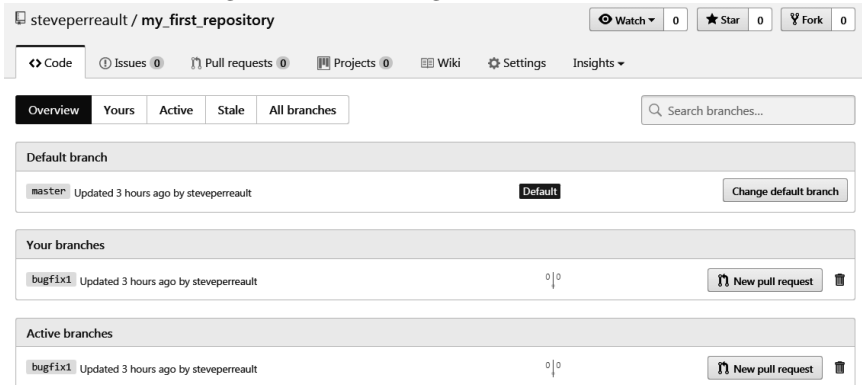 steveperreault / my_first_repository Watch 0 Star 0 Fork 0
Code Issues 0 Pull requests 0 Projects 0 Wiki Settings Insights
Overview Yours Active Stale All branches Search branches...
Default branch
master Updated 3 hours ago by steveperreault Default Change default branch
Your branches
bugfix1 Updated 3 hours ago by steveperreault 0|0 New pull request
Active branches
bugfix1 Updated 3 hours ago by steveperreault 0|0 New pull request